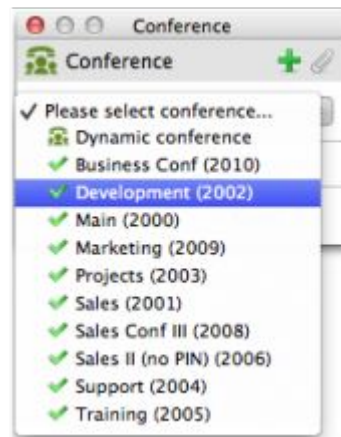 Conference
Conference
Please select conference...
Dynamic conference
Business Conf (2010)
Development (2002)
Main (2000)
Marketing (2009)
Projects (2003)
Sales (2001)
Sales Conf III (2008)
Sales II (no PIN) (2006)
Support (2004)
Training (2005)